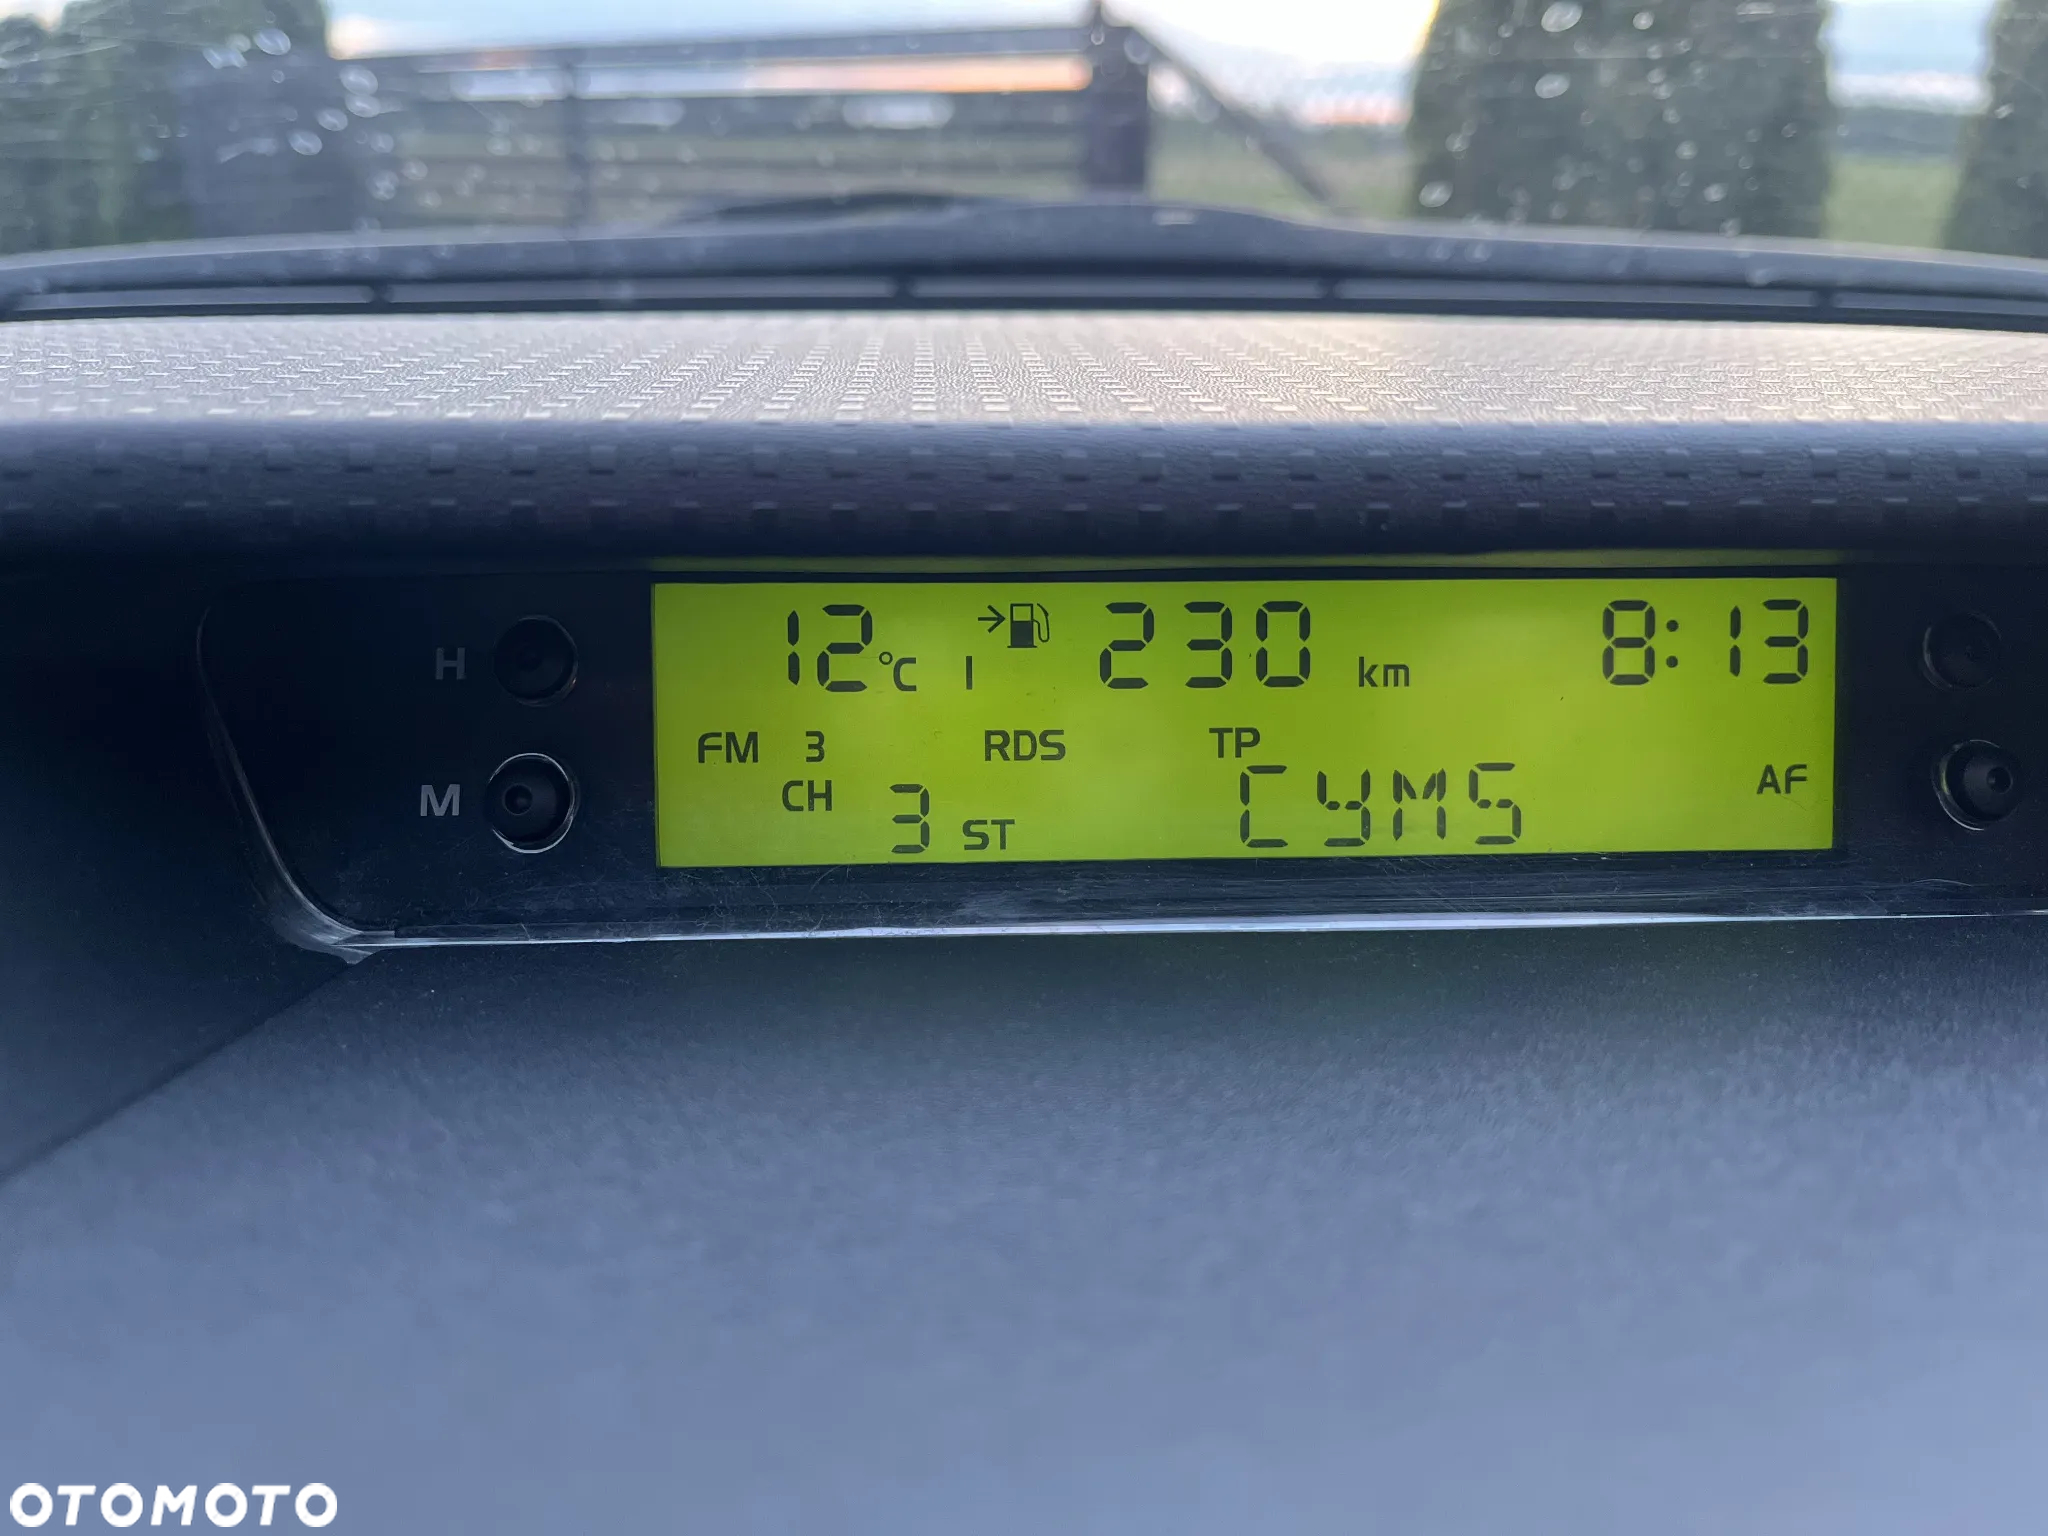 12°C 230 km 8:13
H
FM 3 RDS TP
M CH 3 ST CYMS AF
OTOMOTO